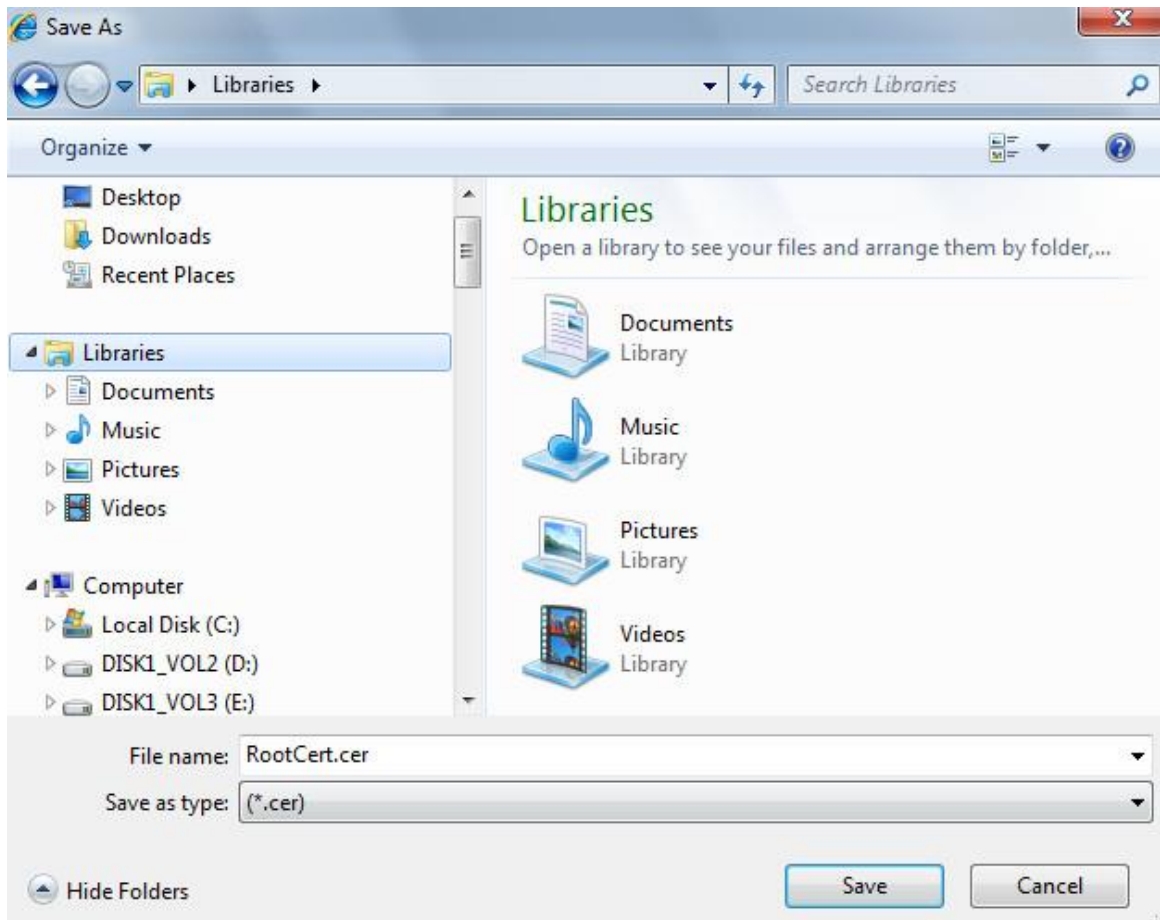 Save As
Libraries
Search Libraries
Organize
Desktop
Downloads
Recent Places
Libraries
Documents
Music
Pictures
Videos
Computer
Local Disk (C:)
DISK1_VOL2 (D:)
DISK1_VOL3 (E:)
Libraries
Open a library to see your files and arrange them by folder,...
Documents
Library
Music
Library
Pictures
Library
Videos
Library
File name: RootCert.cer
Save as type: (*.cer)
Hide Folders
Save
Cancel